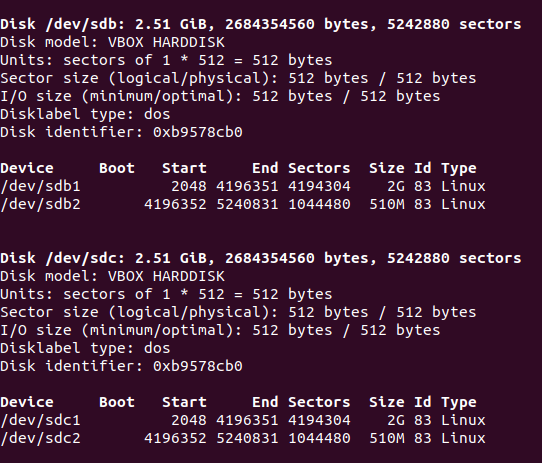 Disk /dev/sdb: 2.51 GiB, 2684354560 bytes, 5242880 sectors
Disk model: VBOX HARDDISK
Units: sectors of 1 * 512 = 512 bytes
Sector size (logical/physical): 512 bytes / 512 bytes
I/O size (minimum/optimal): 512 bytes / 512 bytes
Disklabel type: dos
Disk identifier: 0xb9578cb0
Device     Boot   Start     End Sectors  Size Id Type
/dev/sdb1          2048 4196351 4194304    2G 83 Linux
/dev/sdb2       4196352 5240831 1044480  510M 83 Linux
Disk /dev/sdc: 2.51 GiB, 2684354560 bytes, 5242880 sectors
Disk model: VBOX HARDDISK
Units: sectors of 1 * 512 = 512 bytes
Sector size (logical/physical): 512 bytes / 512 bytes
I/O size (minimum/optimal): 512 bytes / 512 bytes
Disklabel type: dos
Disk identifier: 0xb9578cb0
Device     Boot   Start     End Sectors  Size Id Type
/dev/sdc1          2048 4196351 4194304    2G 83 Linux
/dev/sdc2       4196352 5240831 1044480  510M 83 Linux